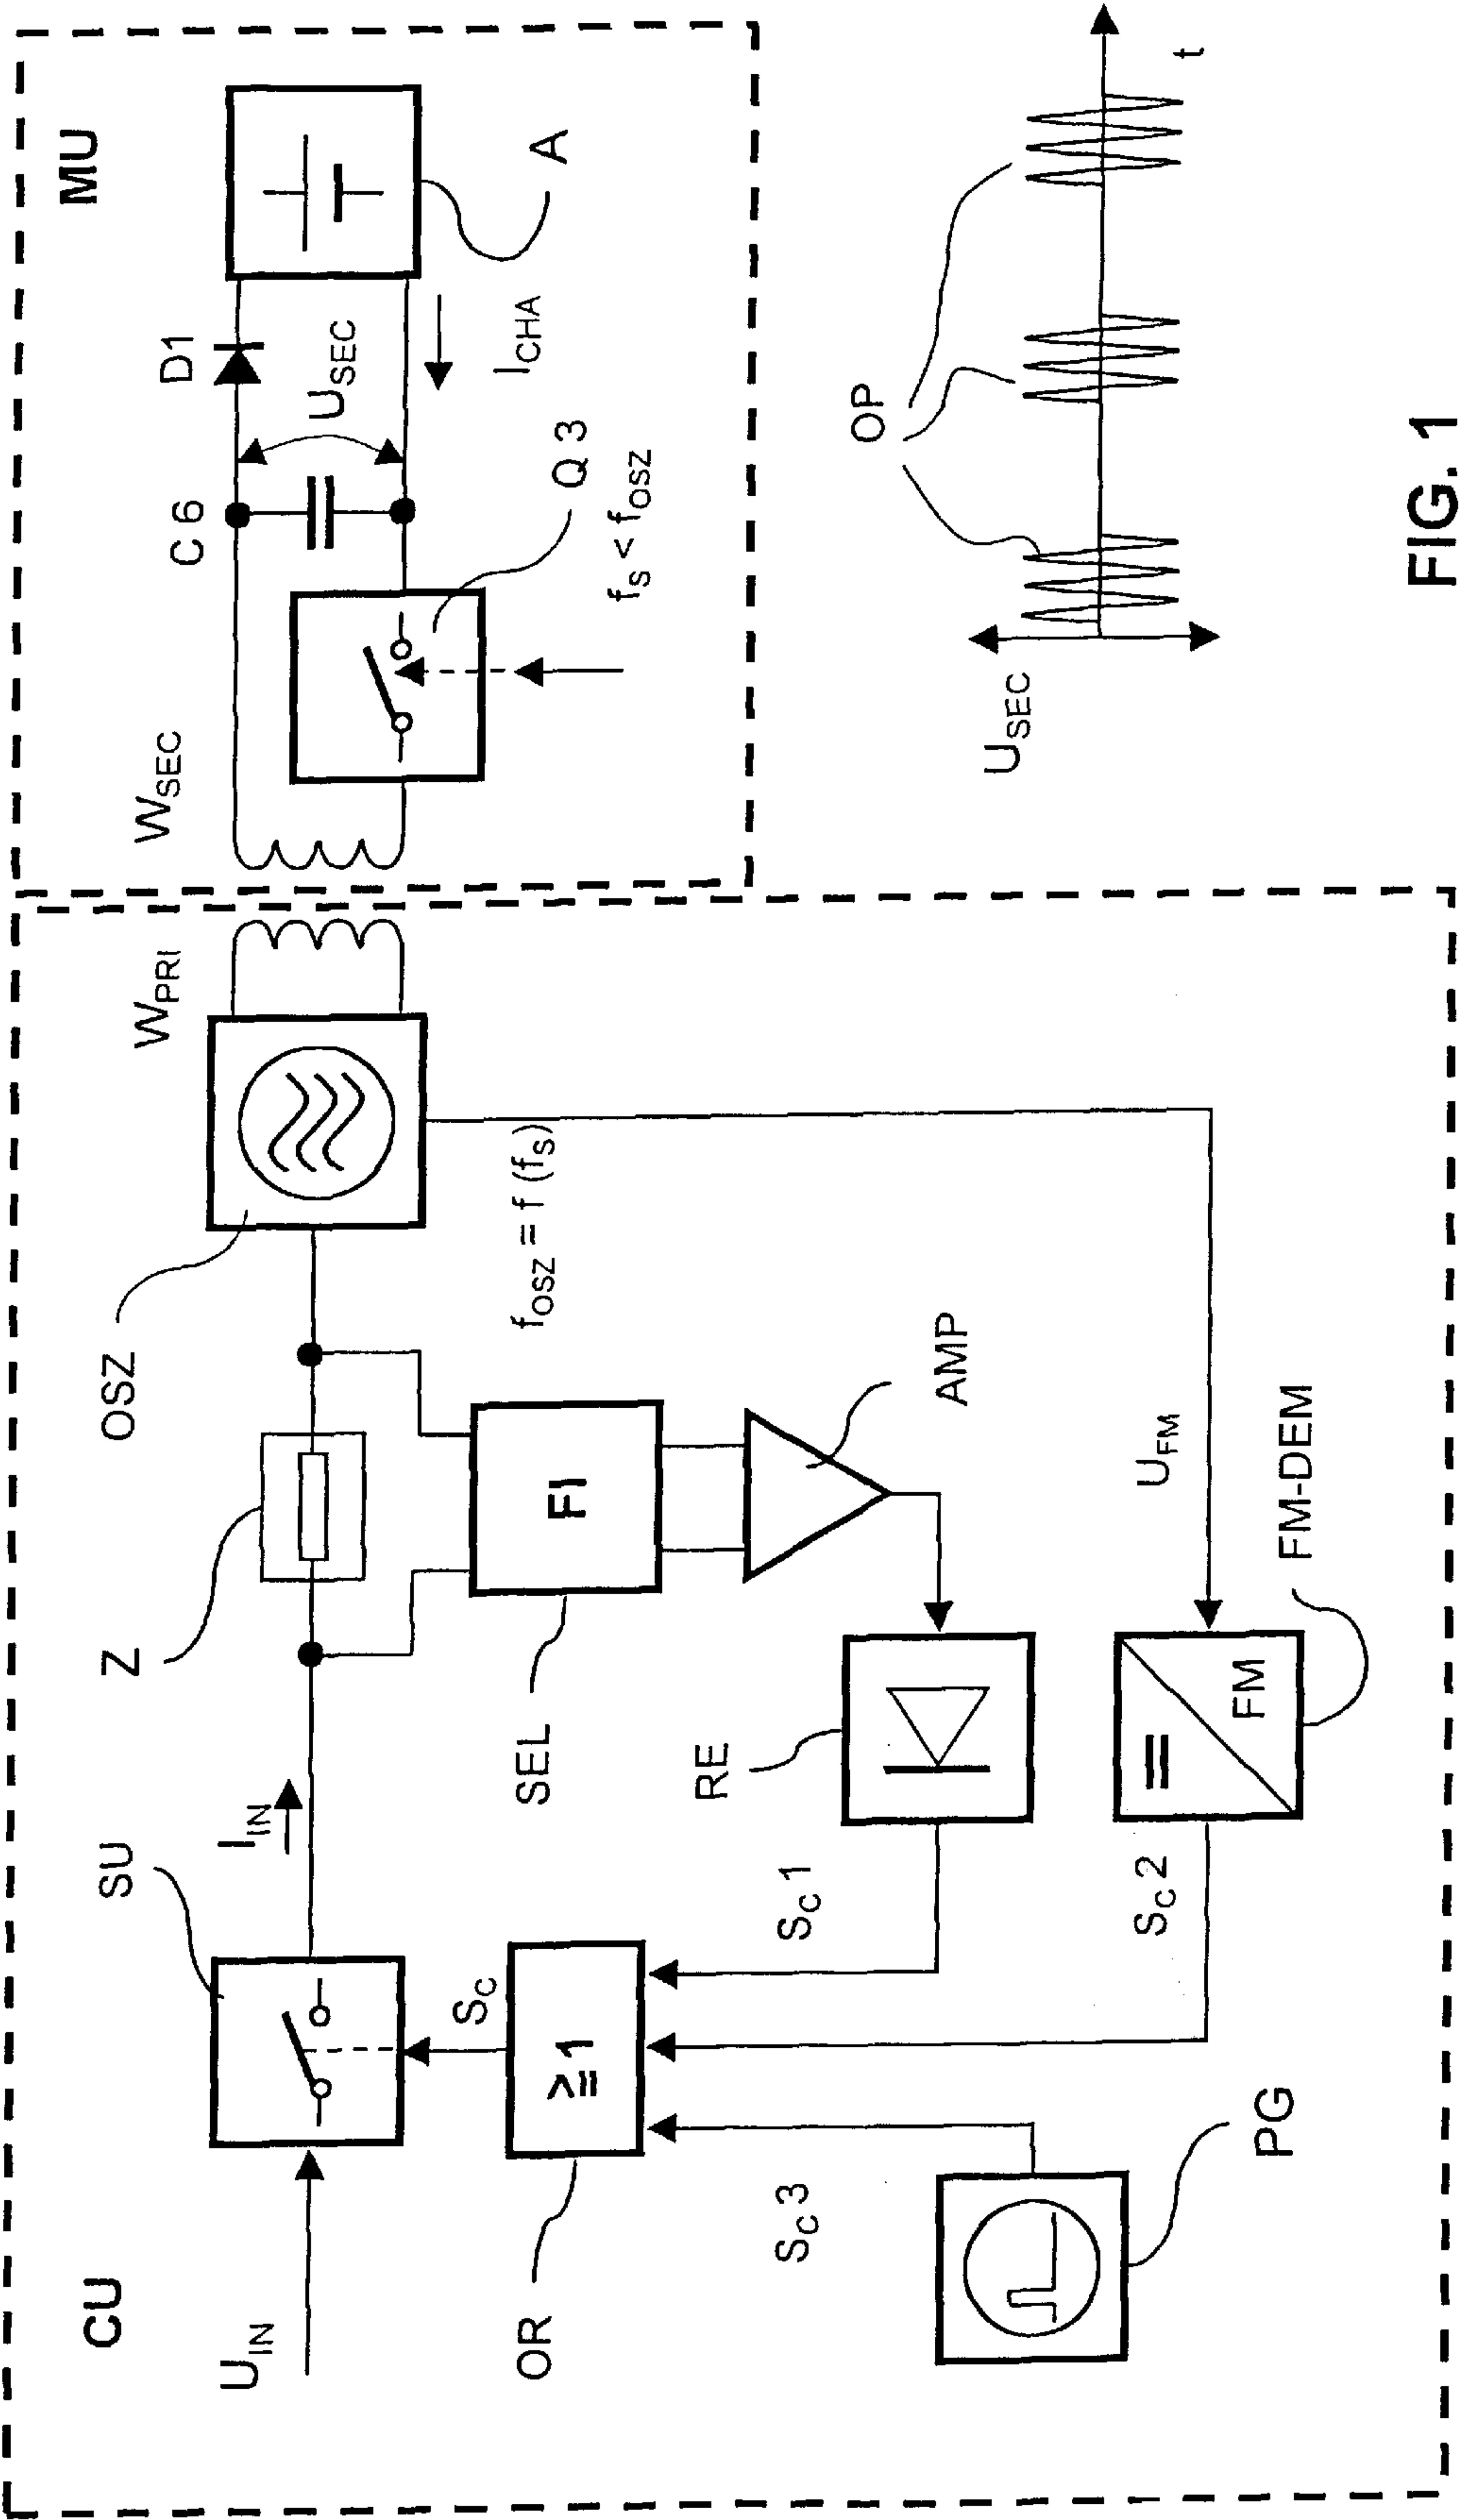 CU
U_IN
SU
I_IN
Z
OSZ
W_PRI
W_SEC
C 6
D1
MU
U_SEC
A
I_CHA
Q 3
f_S < f_OSZ
f_OSZ = f (f_S)
OR
≥1
S_C
SEL
FI
AMP
RE
S_C 1
S_C 2
S_C 3
PG
U_FM
FM-DEM
=
FM
U_SEC
OP
t
FIG. 1